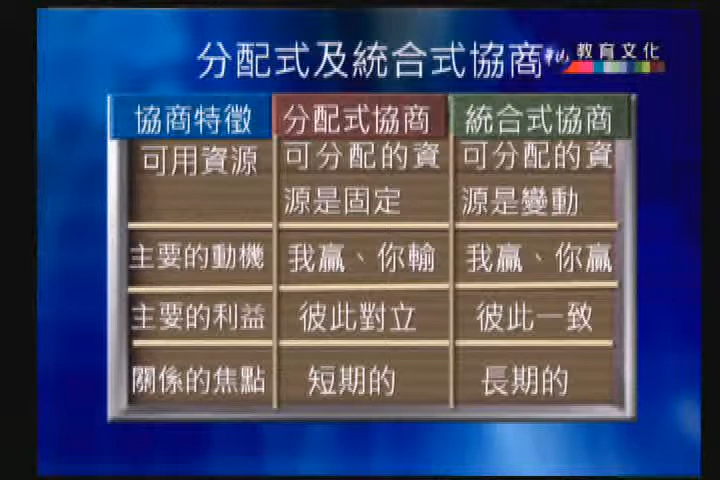 分配式及統合式協商
教育文化
協商特徵 分配式協商 統合式協商
可用資源 可分配的資 可分配的資
源是固定 源是變動
主要的動機 我贏、你輸 我贏、你贏
主要的利益 彼此對立 彼此一致
關係的焦點 短期的 長期的